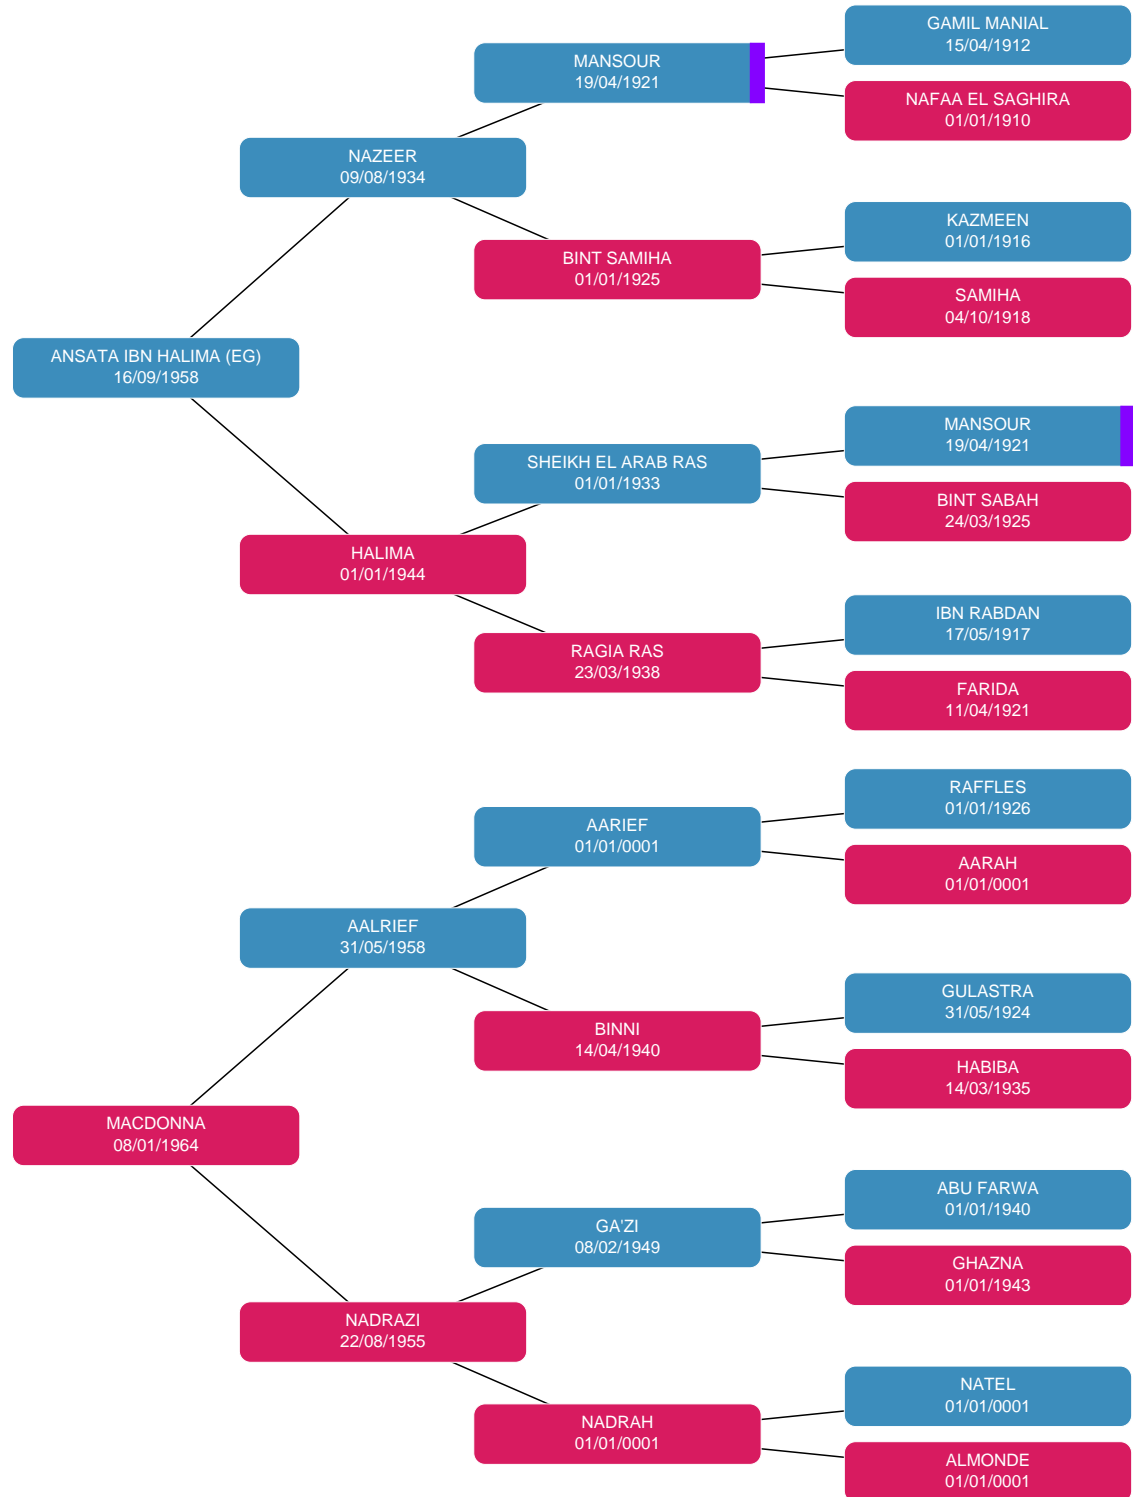 GAMIL MANIAL
15/04/1912
MANSOUR
19/04/1921
NAFAA EL SAGHIRA
01/01/1910
NAZEER
09/08/1934
KAZMEEN
01/01/1916
BINT SAMIHA
01/01/1925
SAMIHA
04/10/1918
ANSATA IBN HALIMA (EG)
16/09/1958
MANSOUR
19/04/1921
SHEIKH EL ARAB RAS
01/01/1933
BINT SABAH
24/03/1925
HALIMA
01/01/1944
IBN RABDAN
17/05/1917
RAGIA RAS
23/03/1938
FARIDA
11/04/1921
RAFFLES
01/01/1926
AARIEF
01/01/0001
AARAH
01/01/0001
AALRIEF
31/05/1958
GULASTRA
31/05/1924
BINNI
14/04/1940
HABIBA
14/03/1935
MACDONNA
08/01/1964
ABU FARWA
01/01/1940
GA'ZI
08/02/1949
GHAZNA
01/01/1943
NADRAZI
22/08/1955
NATEL
01/01/0001
NADRAH
01/01/0001
ALMONDE
01/01/0001